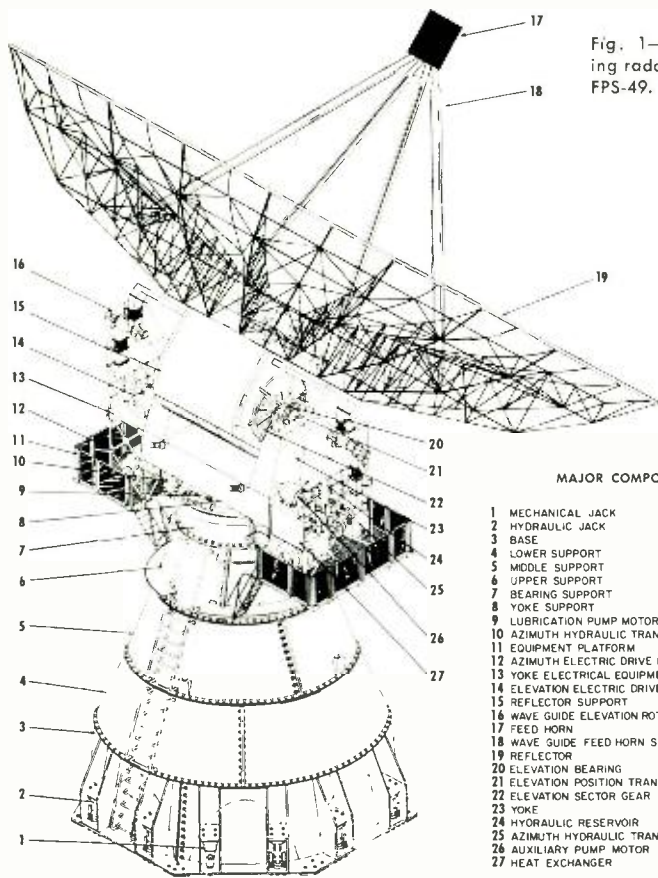 17
Fig. 1—
ing rada
FPS-49.
18
16
19
15
14
13
12
20
11
21
10
9
22
8
23
7
24
6
25
5
26
27
4
3
2
1
MAJOR COMPO
1 MECHANICAL JACK
2 HYDRAULIC JACK
3 BASE
4 LOWER SUPPORT
5 MIDDLE SUPPORT
6 UPPER SUPPORT
7 BEARING SUPPORT
8 YOKE SUPPORT
9 LUBRICATION PUMP MOTOR
10 AZIMUTH HYDRAULIC TRAN
11 EQUIPMENT PLATFORM
12 AZIMUTH ELECTRIC DRIVE
13 YOKE ELECTRICAL EQUIPME
14 ELEVATION ELECTRIC DRIVE
15 REFLECTOR SUPPORT
16 WAVE GUIDE ELEVATION ROT
17 FEED HORN
18 WAVE GUIDE FEED HORN S
19 REFLECTOR
20 ELEVATION BEARING
21 ELEVATION POSITION TRAN
22 ELEVATION SECTOR GEAR
23 YOKE
24 HYDRAULIC RESERVOIR
25 AZIMUTH HYDRAULIC TRAN
26 AUXILIARY PUMP MOTOR
27 HEAT EXCHANGER